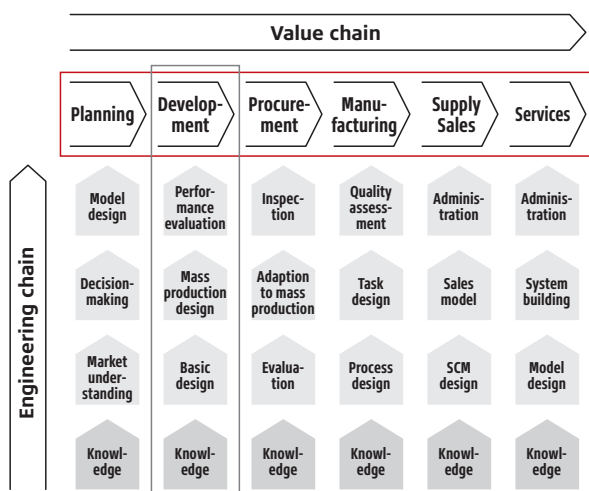 Value chain
Planning
Develop-
ment
Procure-
ment
Manu-
facturing
Supply
Sales
Services
Engineering chain
Model
design
Perfor-
mance
evaluation
Inspec-
tion
Quality
assess-
ment
Adminis-
tration
Adminis-
tration
Decision-
making
Mass
production
design
Adaption
to mass
production
Task
design
Sales
model
System
building
Market
under-
standing
Basic
design
Evalua-
tion
Process
design
SCM
design
Model
design
Knowl-
edge
Knowl-
edge
Knowl-
edge
Knowl-
edge
Knowl-
edge
Knowl-
edge